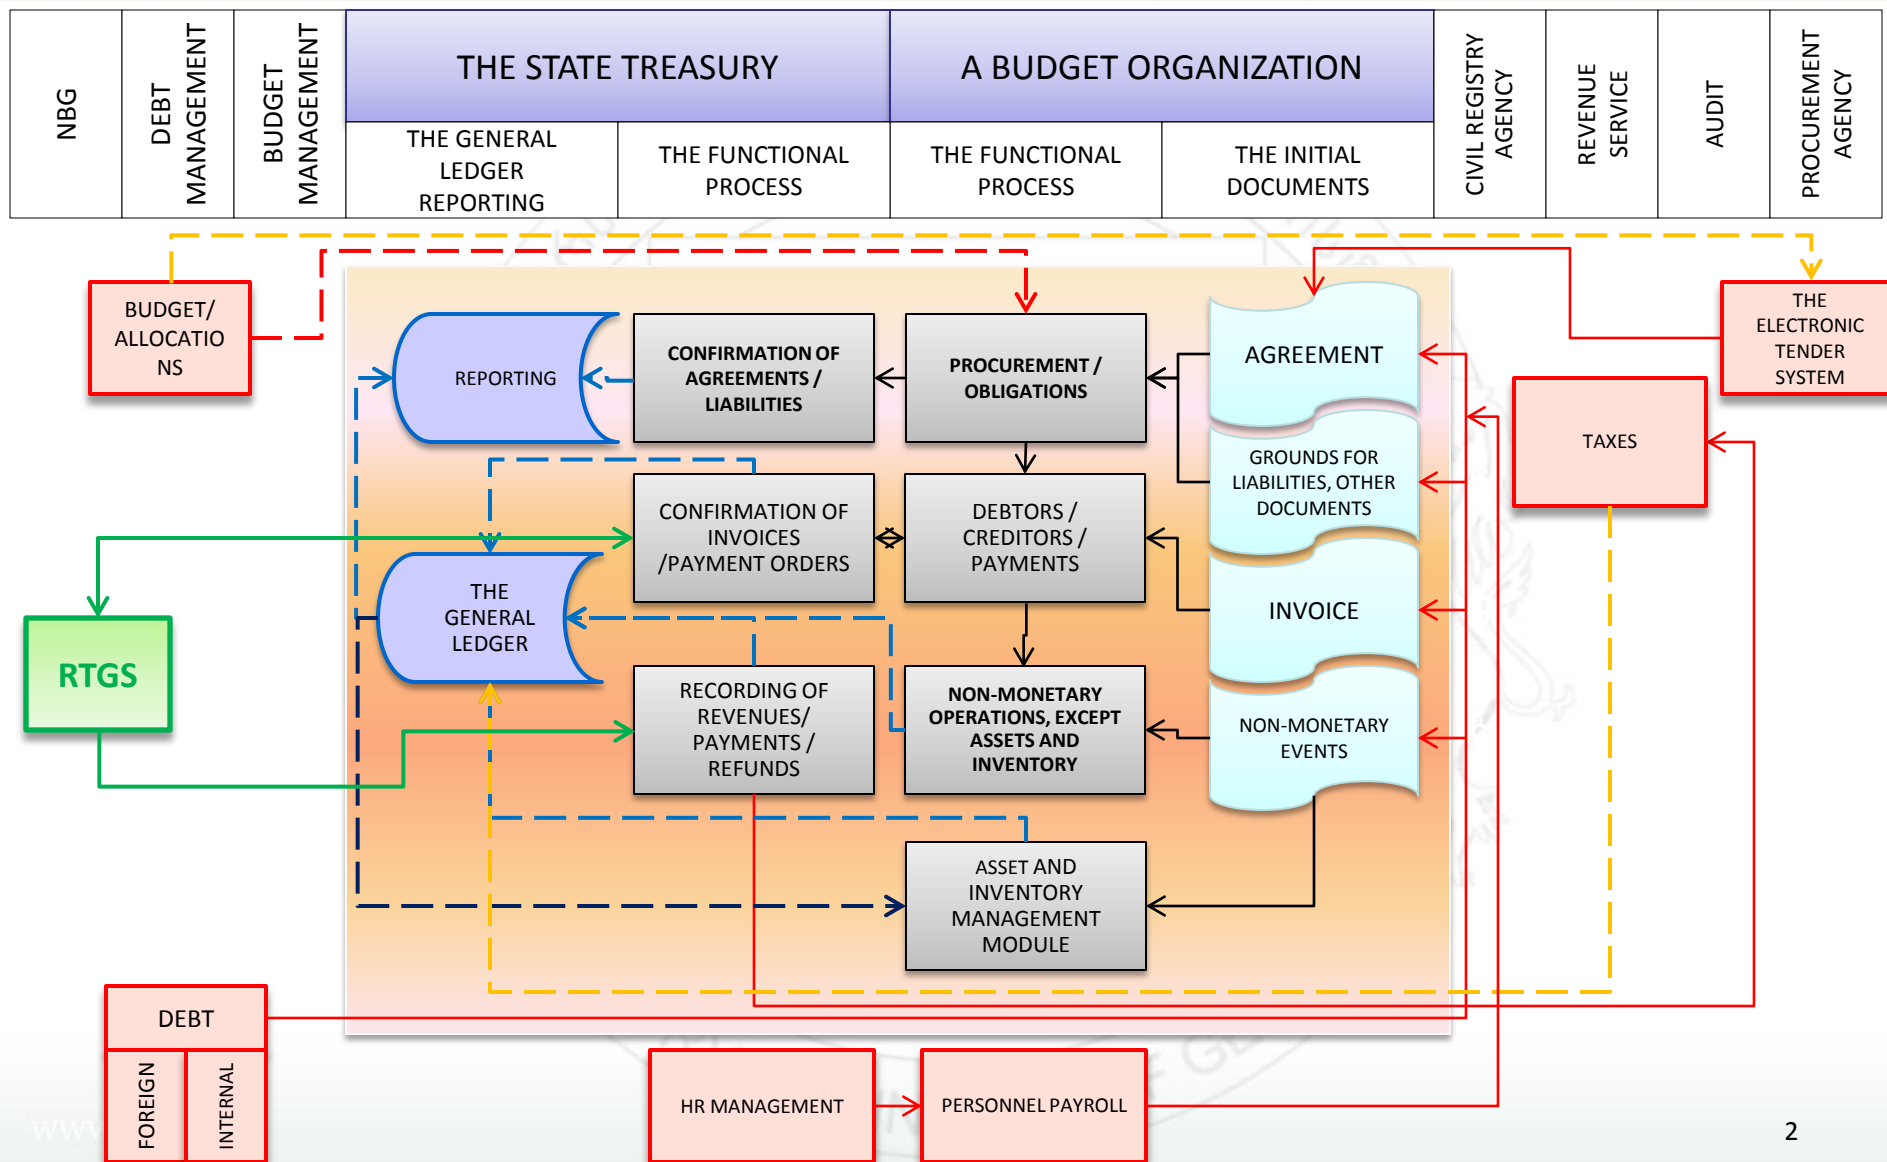 NBG
DEBT
MANAGEMENT
BUDGET
MANAGEMENT
THE STATE TREASURY
A BUDGET ORGANIZATION
THE GENERAL
LEDGER
REPORTING
THE FUNCTIONAL
PROCESS
THE FUNCTIONAL
PROCESS
THE INITIAL
DOCUMENTS
CIVIL REGISTRY
AGENCY
REVENUE
SERVICE
AUDIT
PROCUREMENT
AGENCY
BUDGET/
ALLOCATIO
NS
REPORTING
CONFIRMATION OF
AGREEMENTS /
LIABILITIES
PROCUREMENT /
OBLIGATIONS
AGREEMENT
THE
ELECTRONIC
TENDER
SYSTEM
TAXES
GROUNDS FOR
LIABILITIES, OTHER
DOCUMENTS
CONFIRMATION OF
INVOICES
/PAYMENT ORDERS
DEBTORS /
CREDITORS /
PAYMENTS
THE
GENERAL
LEDGER
INVOICE
RTGS
RECORDING OF
REVENUES/
PAYMENTS /
REFUNDS
NON-MONETARY
OPERATIONS, EXCEPT
ASSETS AND
INVENTORY
NON-MONETARY
EVENTS
ASSET AND
INVENTORY
MANAGEMENT
MODULE
DEBT
FOREIGN
INTERNAL
HR MANAGEMENT
PERSONNEL PAYROLL
www
2